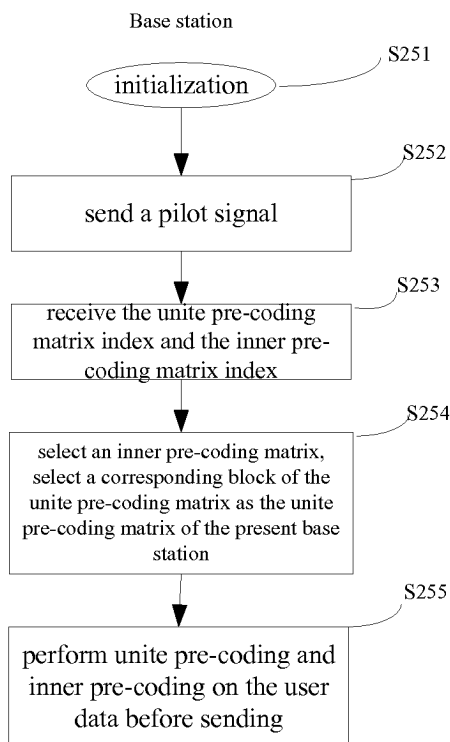 Base station
S251
initialization
S252
send a pilot signal
S253
receive the unite pre-coding
matrix index and the inner pre-
coding matrix index
S254
select an inner pre-coding matrix,
select a corresponding block of the
unite pre-coding matrix as the unite
pre-coding matrix of the present base
station
S255
perform unite pre-coding and
inner pre-coding on the user
data before sending